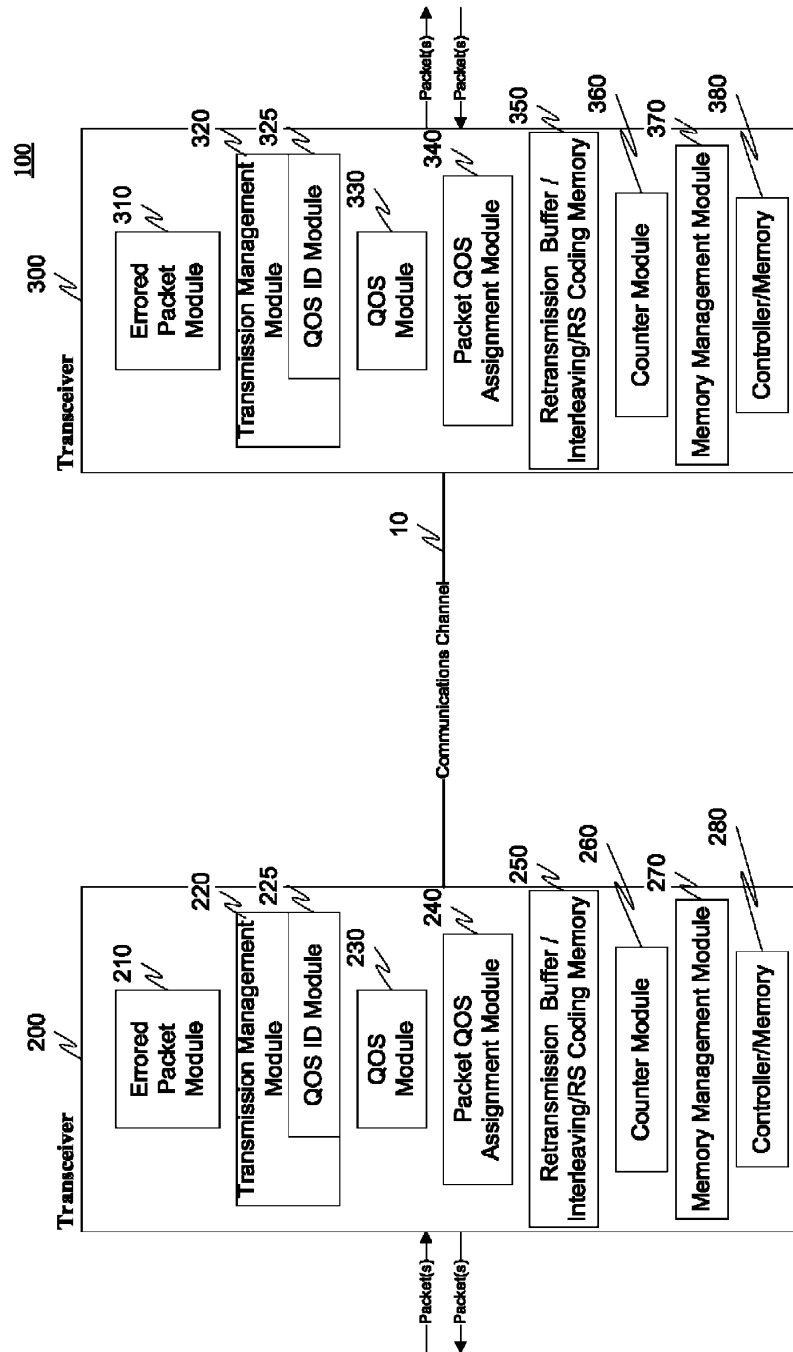 100
Transceiver
200
Errored
Packet
Module
210
Transmission Management
Module
220
QOS ID Module
225
QOS
Module
230
Packet QOS
Assignment Module
240
Retransmission Buffer /
Interleaving/RS Coding Memory
250
Counter Module
260
Memory Management Module
270
Controller/Memory
280
Packet(s)
Packet(s)
Communications Channel
10
Transceiver
300
Errored
Packet
Module
310
Transmission Management
Module
320
QOS ID Module
325
QOS
Module
330
Packet QOS
Assignment Module
340
Retransmission Buffer /
Interleaving/RS Coding Memory
350
Counter Module
360
Memory Management Module
370
Controller/Memory
380
Packet(s)
Packet(s)